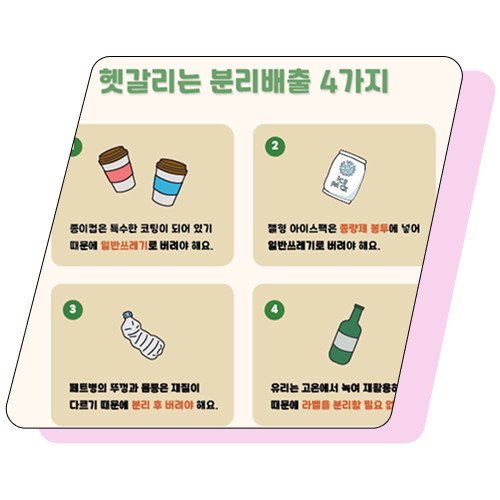 헷갈리는 분리배출 4가지
1
종이컵은 특수한 코팅이 되어 있기
때문에 일반쓰레기로 버려야 해요.
2
ICE PACK
젤형 아이스팩은 종량제 봉투에 넣어
일반쓰레기로 버려야 해요.
3
페트병의 뚜껑과 몸통은 재질이
다르기 때문에 분리 후 버려야 해요.
4
유리는 고온에서 녹여
때문에 라벨을 분리할 필요